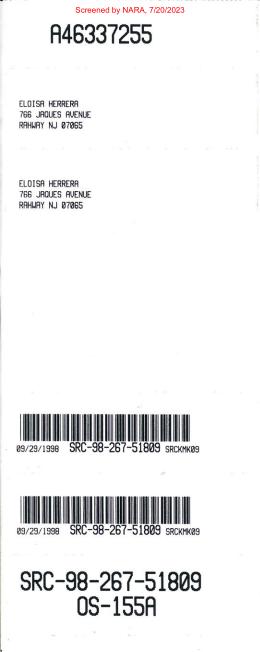 Screened by NARA, 7/20/2023
A46337255
ELOISA HERRERA
766 JAQUES AVENUE
RAHWAY NJ 07065
ELOISA HERRERA
766 JAQUES AVENUE
RAHWAY NJ 07065
09/29/1998 SRC-98-267-51809 SRCKMK09
09/29/1998 SRC-98-267-51809 SRCKMK09
SRC-98-267-51809
OS-155A